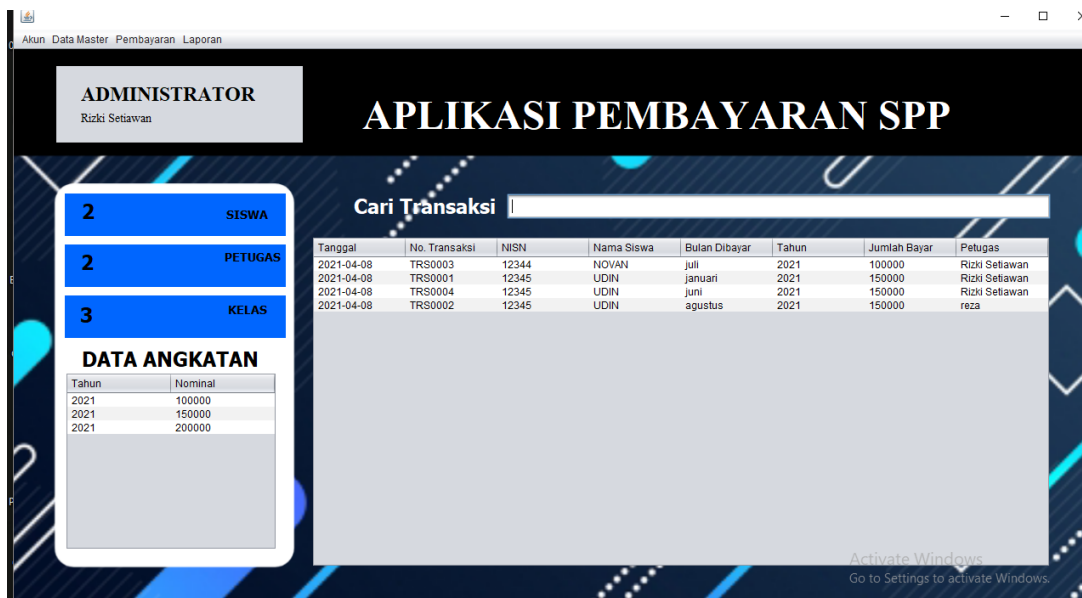 Akun Data Master Pembayaran Laporan
ADMINISTRATOR
Rizki Setiawan
APLIKASI PEMBAYARAN SPP
2 SISWA
2 PETUGAS
3 KELAS
DATA ANGKATAN
Tahun Nominal
2021 100000
2021 150000
2021 200000
Cari Transaksi
Tanggal No. Transaksi NISN Nama Siswa Bulan Dibayar Tahun Jumlah Bayar Petugas
2021-04-08 TRS0003 12344 NOVAN juli 2021 100000 Rizki Setiawan
2021-04-08 TRS0001 12345 UDIN januari 2021 150000 Rizki Setiawan
2021-04-08 TRS0004 12345 UDIN juni 2021 150000 Rizki Setiawan
2021-04-08 TRS0002 12345 UDIN agustus 2021 150000 reza
Activate Windows
Go to Settings to activate Windows.